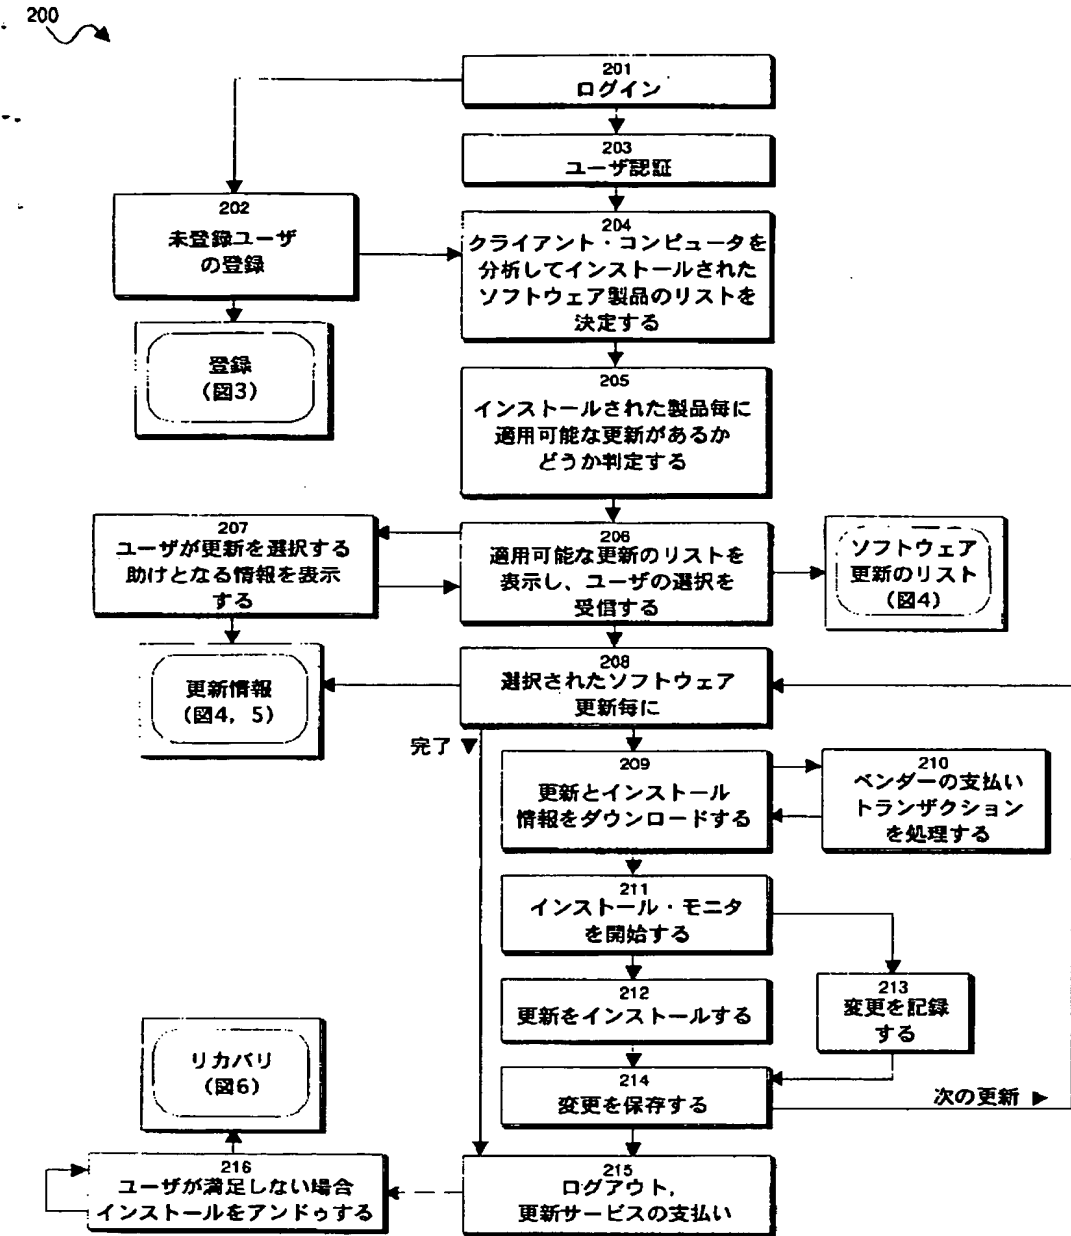 200
201
ログイン
203
ユーザ認証
202
未登録ユーザ
の登録
204
クライアント・コンピュータを
分析してインストールされた
ソフトウェア製品のリストを
決定する
登録
(図3)
205
インストールされた製品毎に
適用可能な更新があるか
どうか判定する
207
ユーザが更新を選択する
助けとなる情報を表示
する
206
適用可能な更新のリストを
表示し、ユーザの選択を
受信する
ソフトウェア
更新のリスト
(図4)
208
選択されたソフトウェア
更新毎に
更新情報
(図4, 5)
完了
209
更新とインストール
情報をダウンロードする
210
ベンダーの支払い
トランザクション
を処理する
211
インストール・モニタ
を開始する
212
更新をインストールする
213
変更を記録
する
リカバリ
(図6)
214
変更を保存する
次の更新
216
ユーザが満足しない場合
インストールをアンドゥする
215
ログアウト,
更新サービスの支払い